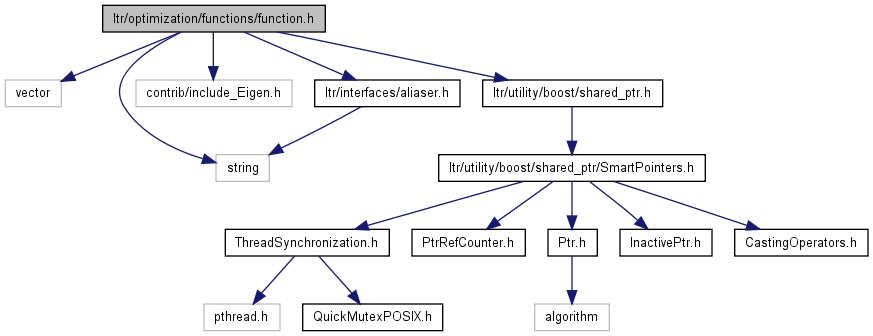 ltr/optimization/functions/function.h
vector
contrib/include_Eigen.h
ltr/interfaces/aliaser.h
ltr/utility/boost/shared_ptr.h
string
ltr/utility/boost/shared_ptr/SmartPointers.h
ThreadSynchronization.h
PtrRefCounter.h
Ptr.h
InactivePtr.h
CastingOperators.h
pthread.h
QuickMutexPOSIX.h
algorithm